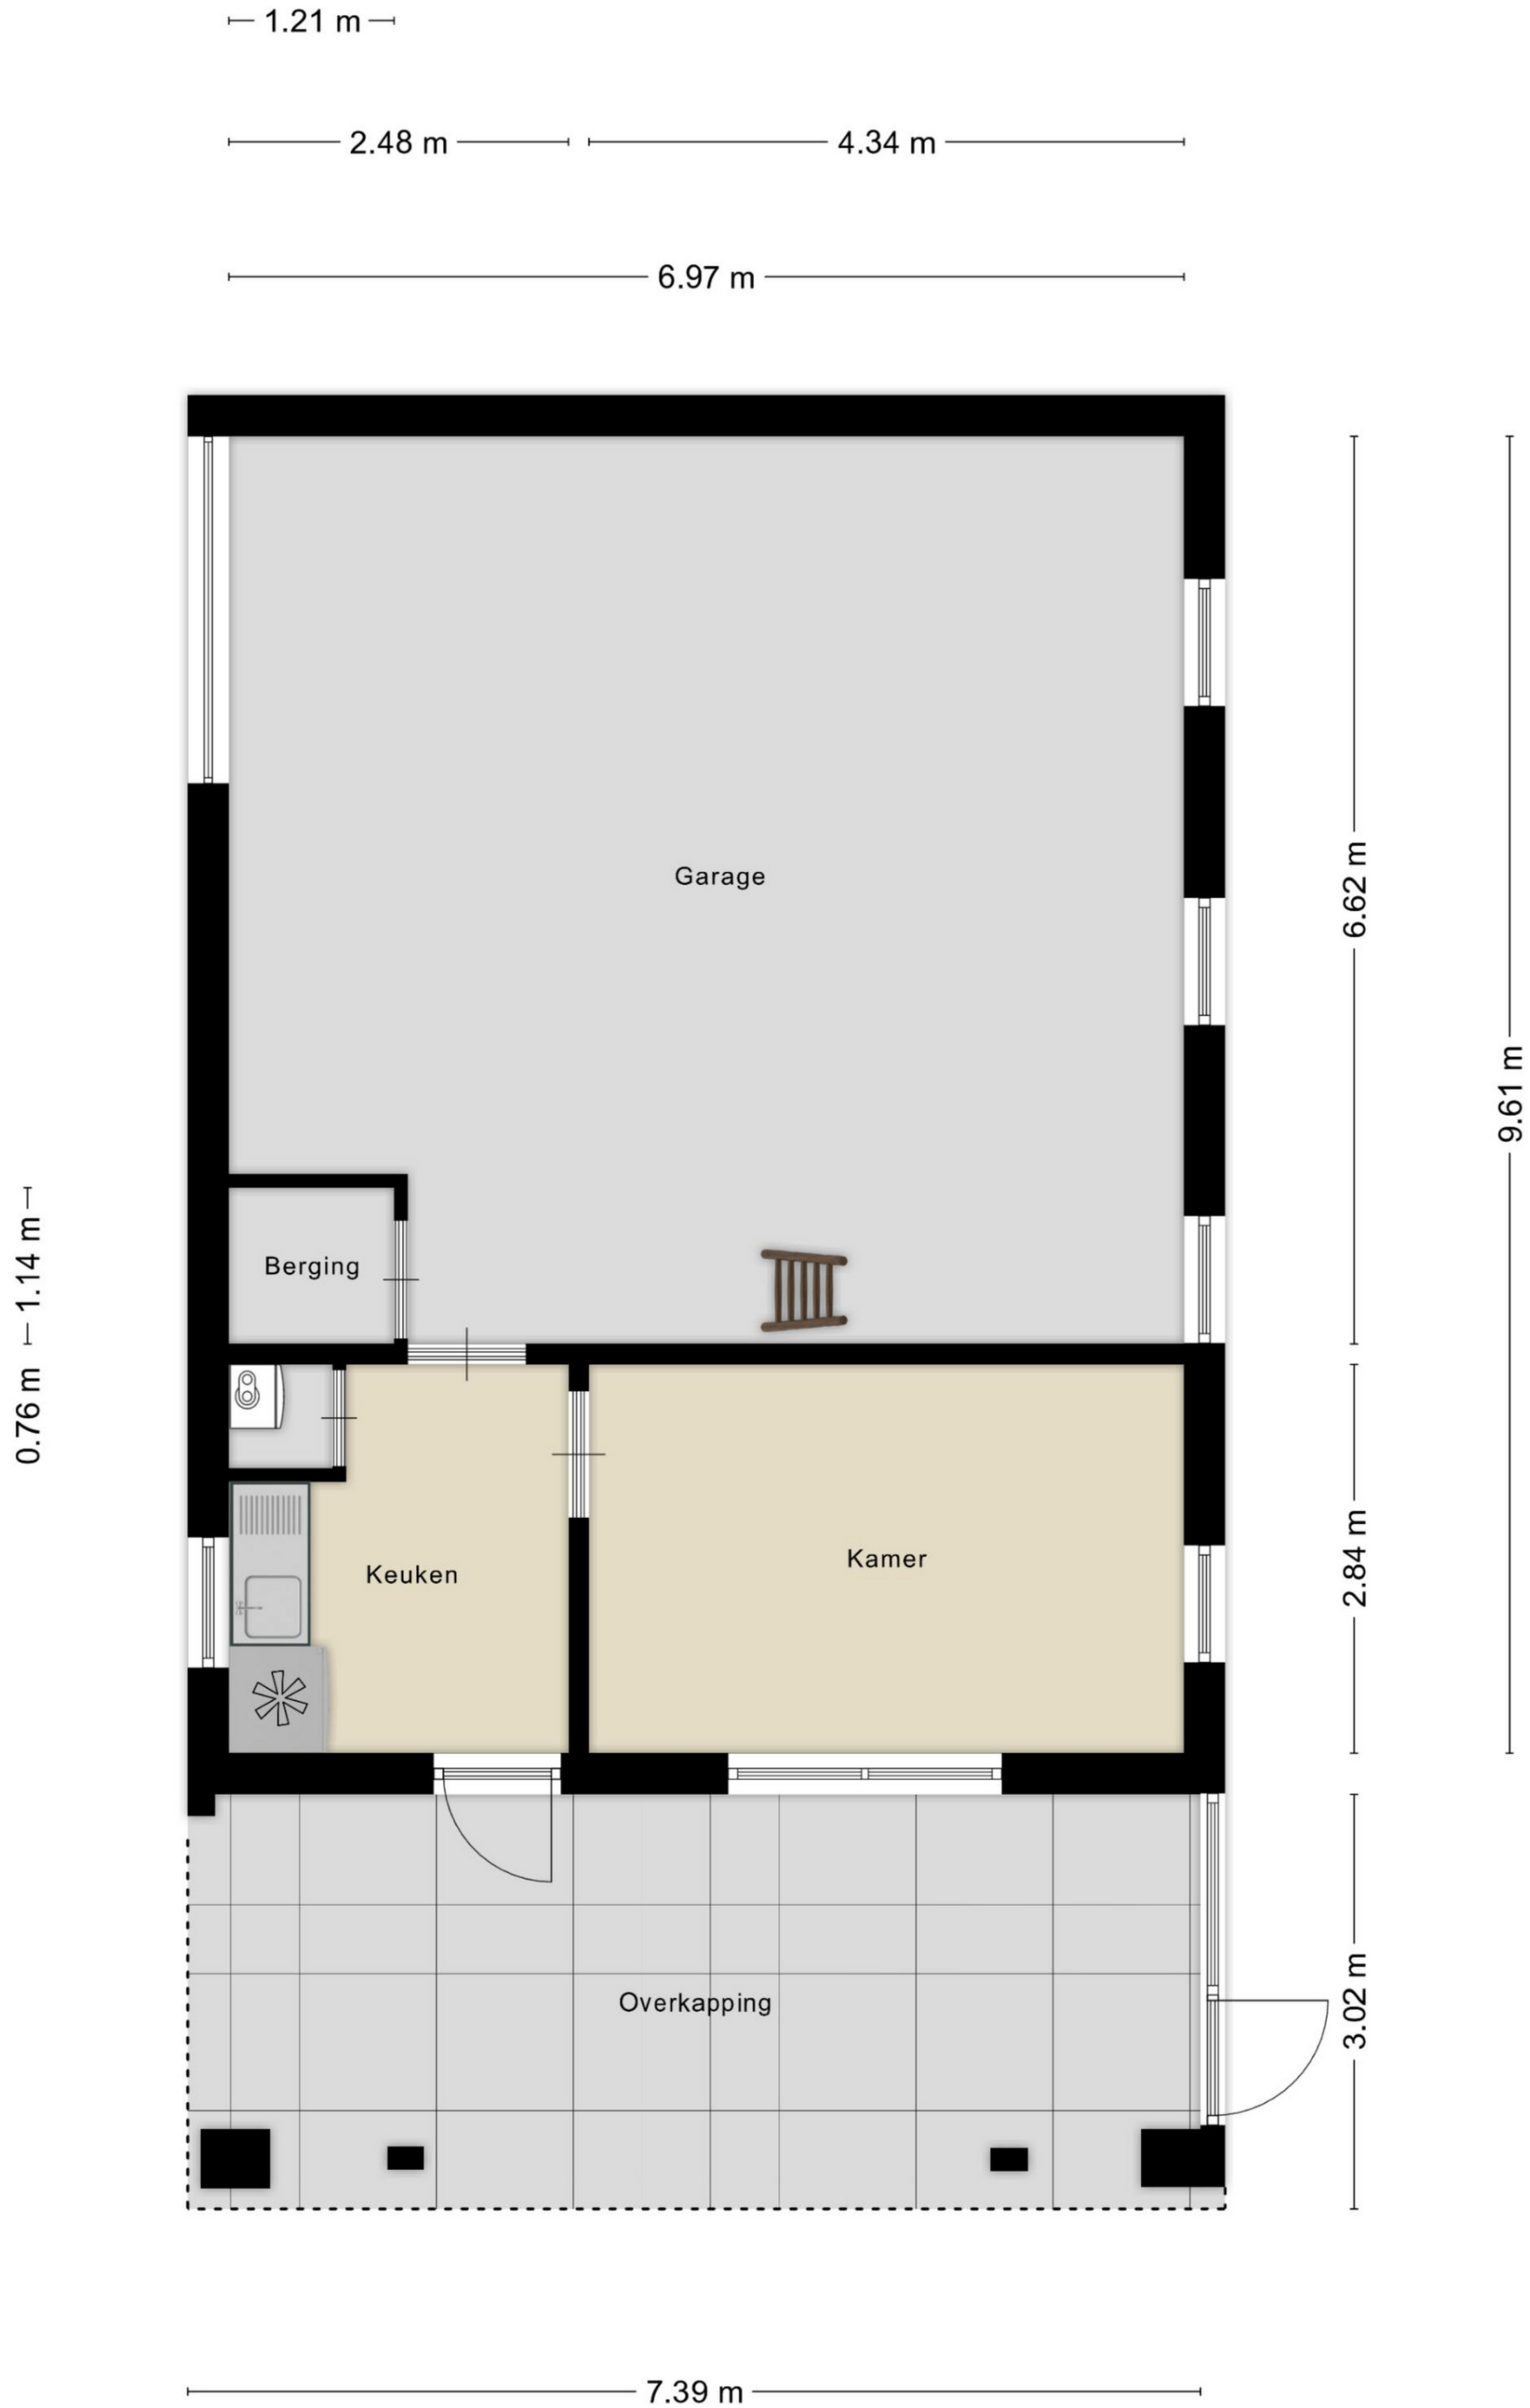 1.21 m
2.48 m
4.34 m
6.97 m
Garage
6.62 m
9.61 m
1.14 m
Berging
0.76 m
Keuken
Kamer
2.84 m
Overkapping
3.02 m
7.39 m